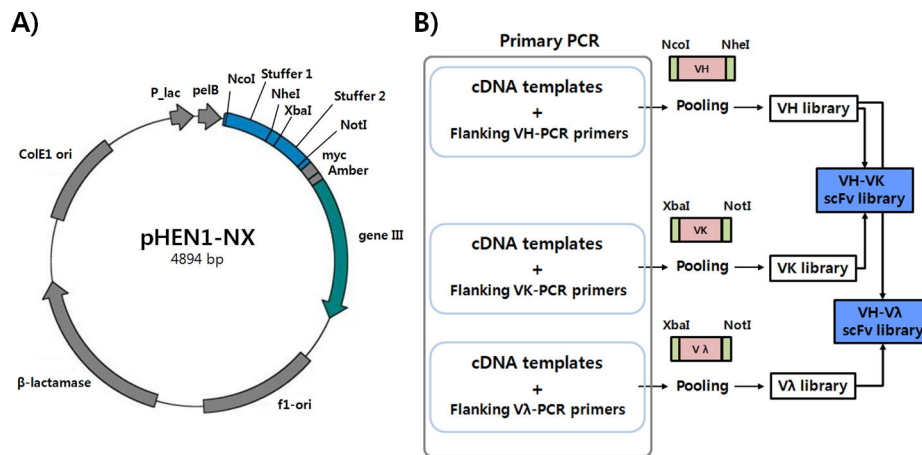 A)
P_lac
pelB
NcoI
Stuffer 1
NheI
XbaI
Stuffer 2
NotI
myc
Amber
gene III
f1-ori
β-lactamase
ColE1 ori
pHEN1-NX
4894 bp
B)
Primary PCR
cDNA templates
+
Flanking VH-PCR primers
NcoI NheI
VH
Pooling
VH library
VH-VK
scFv library
cDNA templates
+
Flanking VK-PCR primers
XbaI NotI
VK
Pooling
VK library
VH-Vλ
scFv library
cDNA templates
+
Flanking Vλ-PCR primers
XbaI NotI
V λ
Pooling
Vλ library